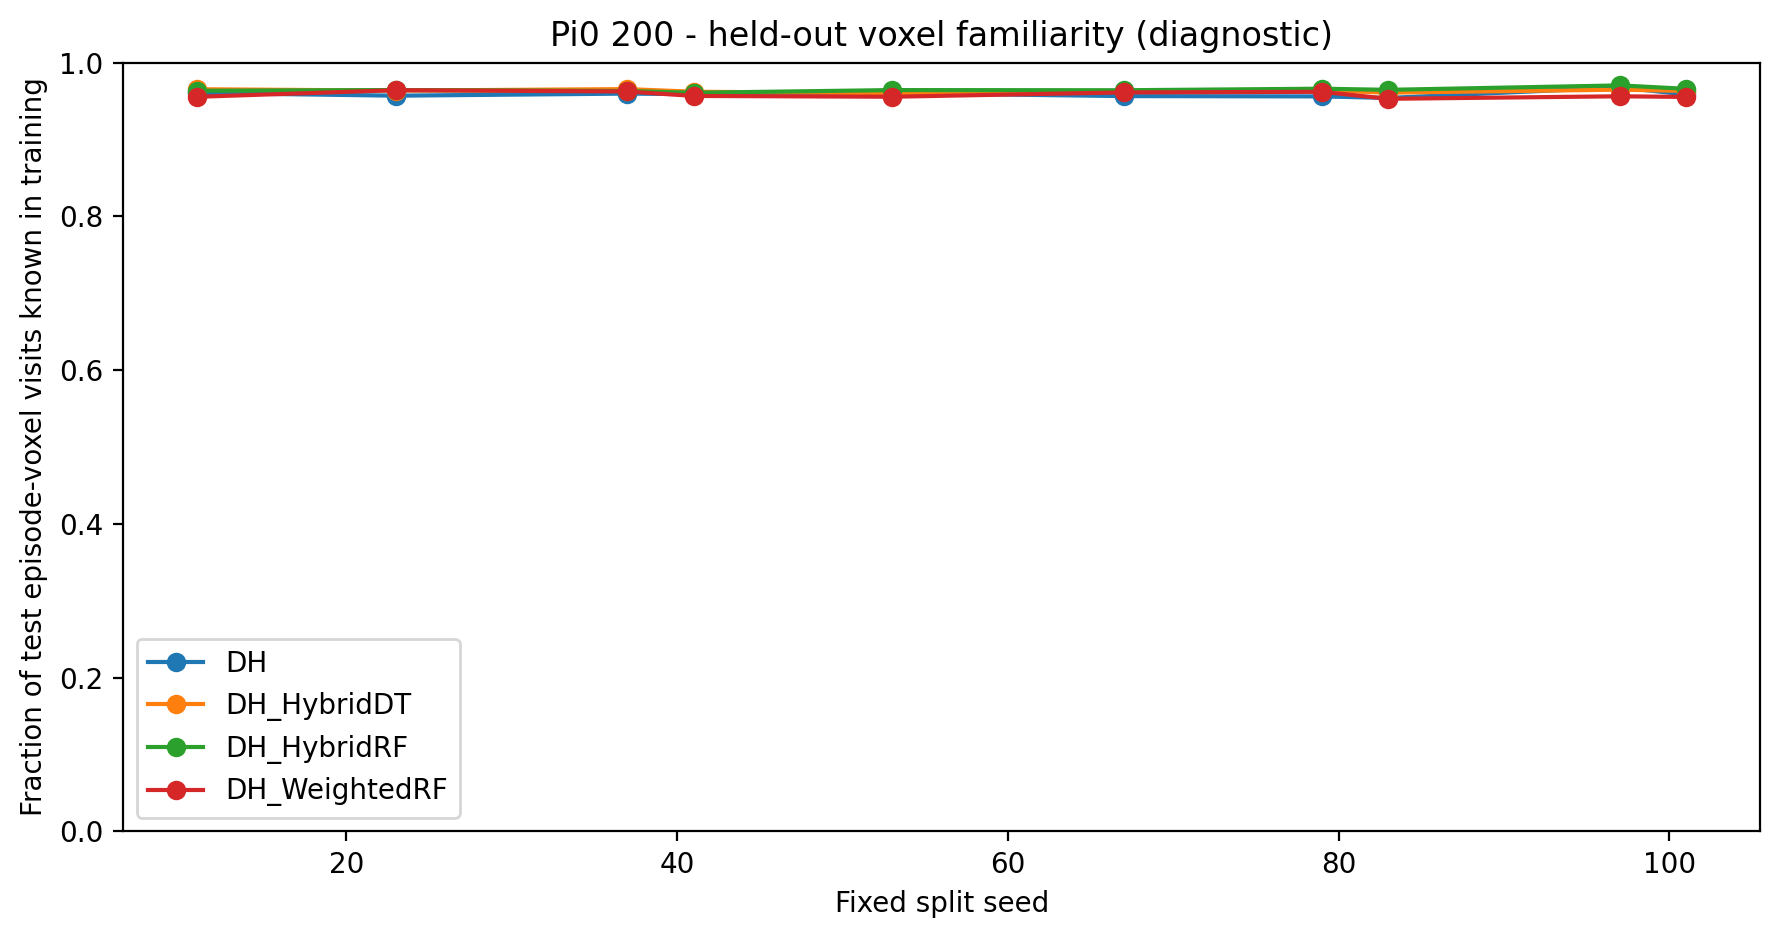 Pi0 200 - held-out voxel familiarity (diagnostic)
Fraction of test episode-voxel visits known in training
1.0
0.8
0.6
0.4
0.2
0.0
DH
DH_HybridDT
DH_HybridRF
DH_WeightedRF
20
40
60
80
100
Fixed split seed